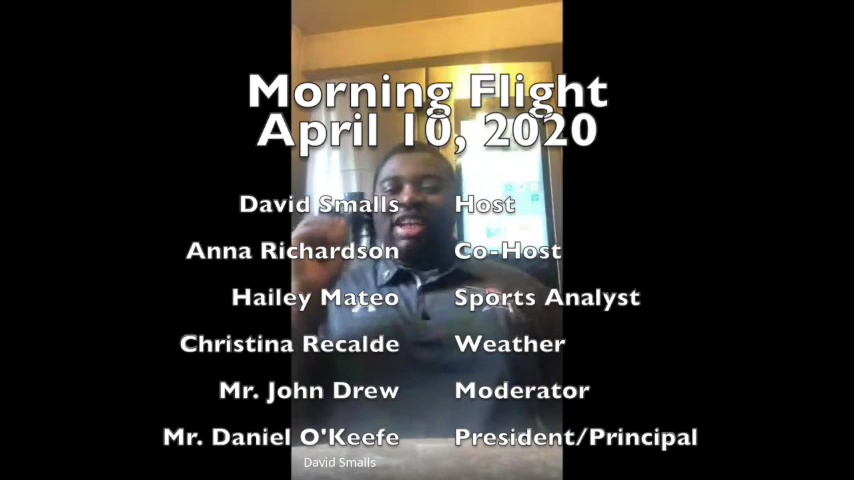 Morning Flight
April 10, 2020
David Smalls Host
Anna Richardson Co-Host
Hailey Mateo Sports Analyst
Christina Recalde Weather
Mr. John Drew Moderator
Mr. Daniel O'Keefe President/Principal
David Smalls